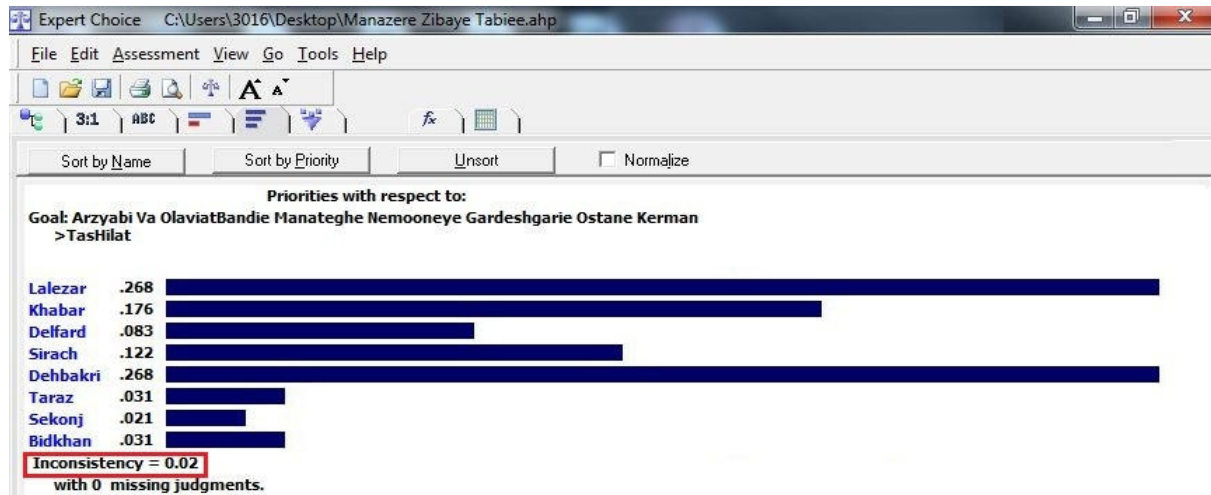 Expert Choice C:\Users\3016\Desktop\Manazere Zibaye Tabiee.ahp
File Edit Assessment View Go Tools Help
A A
3:1 ABC fx
Sort by Name Sort by Priority Unsort Normalize
Priorities with respect to:
Goal: Arzyabi Va OlaviatBandie Manateghe Nemooneye Gardeshgarie Ostane Kerman
>TasHilat
Lalezar .268
Khabar .176
Delfard .083
Sirach .122
Dehbakri .268
Taraz .031
Sekonj .021
Bidkhan .031
Inconsistency = 0.02
with 0 missing judgments.